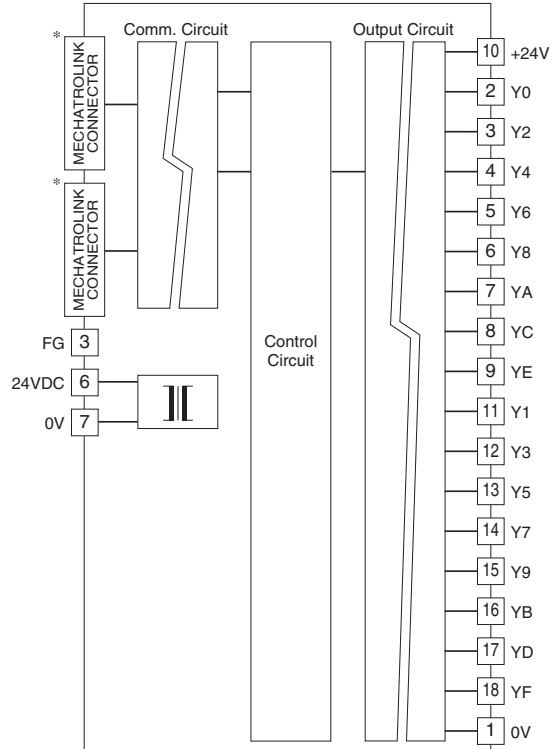 Comm. Circuit
Output Circuit
*
MECHATROLINK
CONNECTOR
*
MECHATROLINK
CONNECTOR
FG 3
24VDC 6
0V 7
Control
Circuit
10 +24V
2 Y0
3 Y2
4 Y4
5 Y6
6 Y8
7 YA
8 YC
9 YE
11 Y1
12 Y3
13 Y5
14 Y7
15 Y9
16 YB
17 YD
18 YF
1 0V